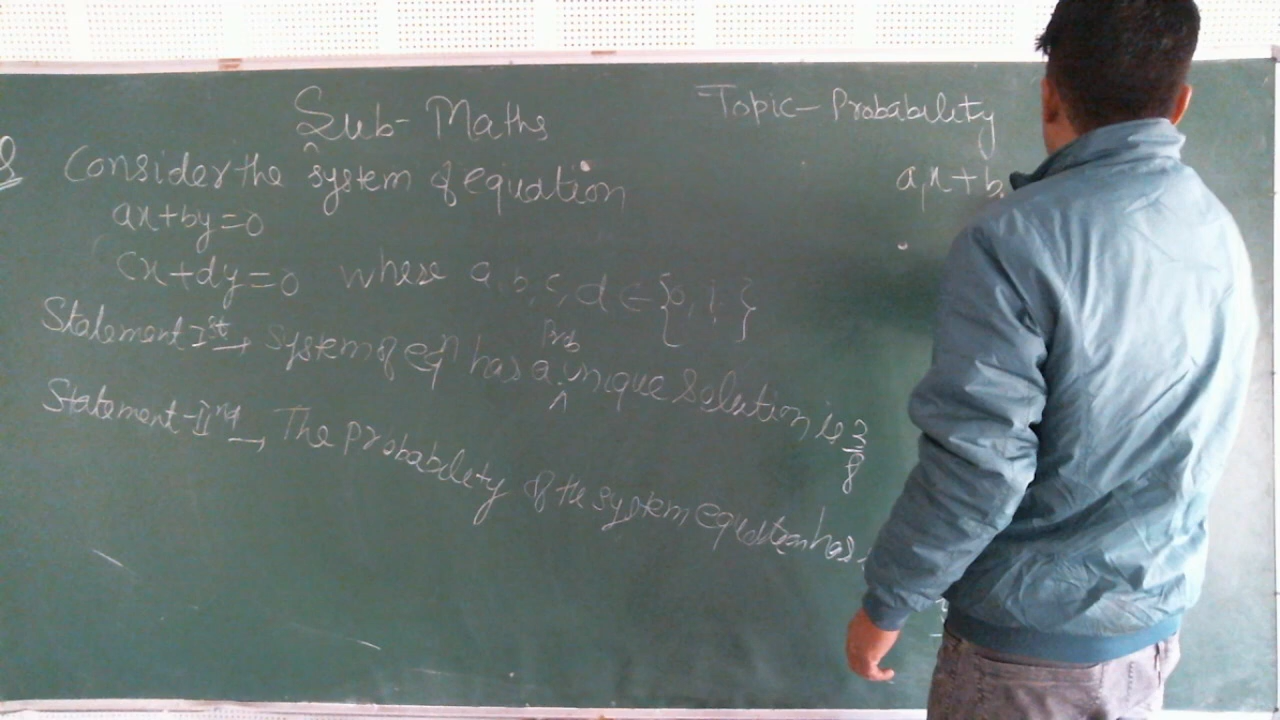 Sub-Maths
Topic-Probability
Q Consider the system of equation
ax+by=0
cx+dy=0 where a,b,c,d ∈ {0,1}
Statement Ist → System of eqn has a Prob unique Solution is 3/8
Statement-IInd → The probability of the system equation has
a,x+b